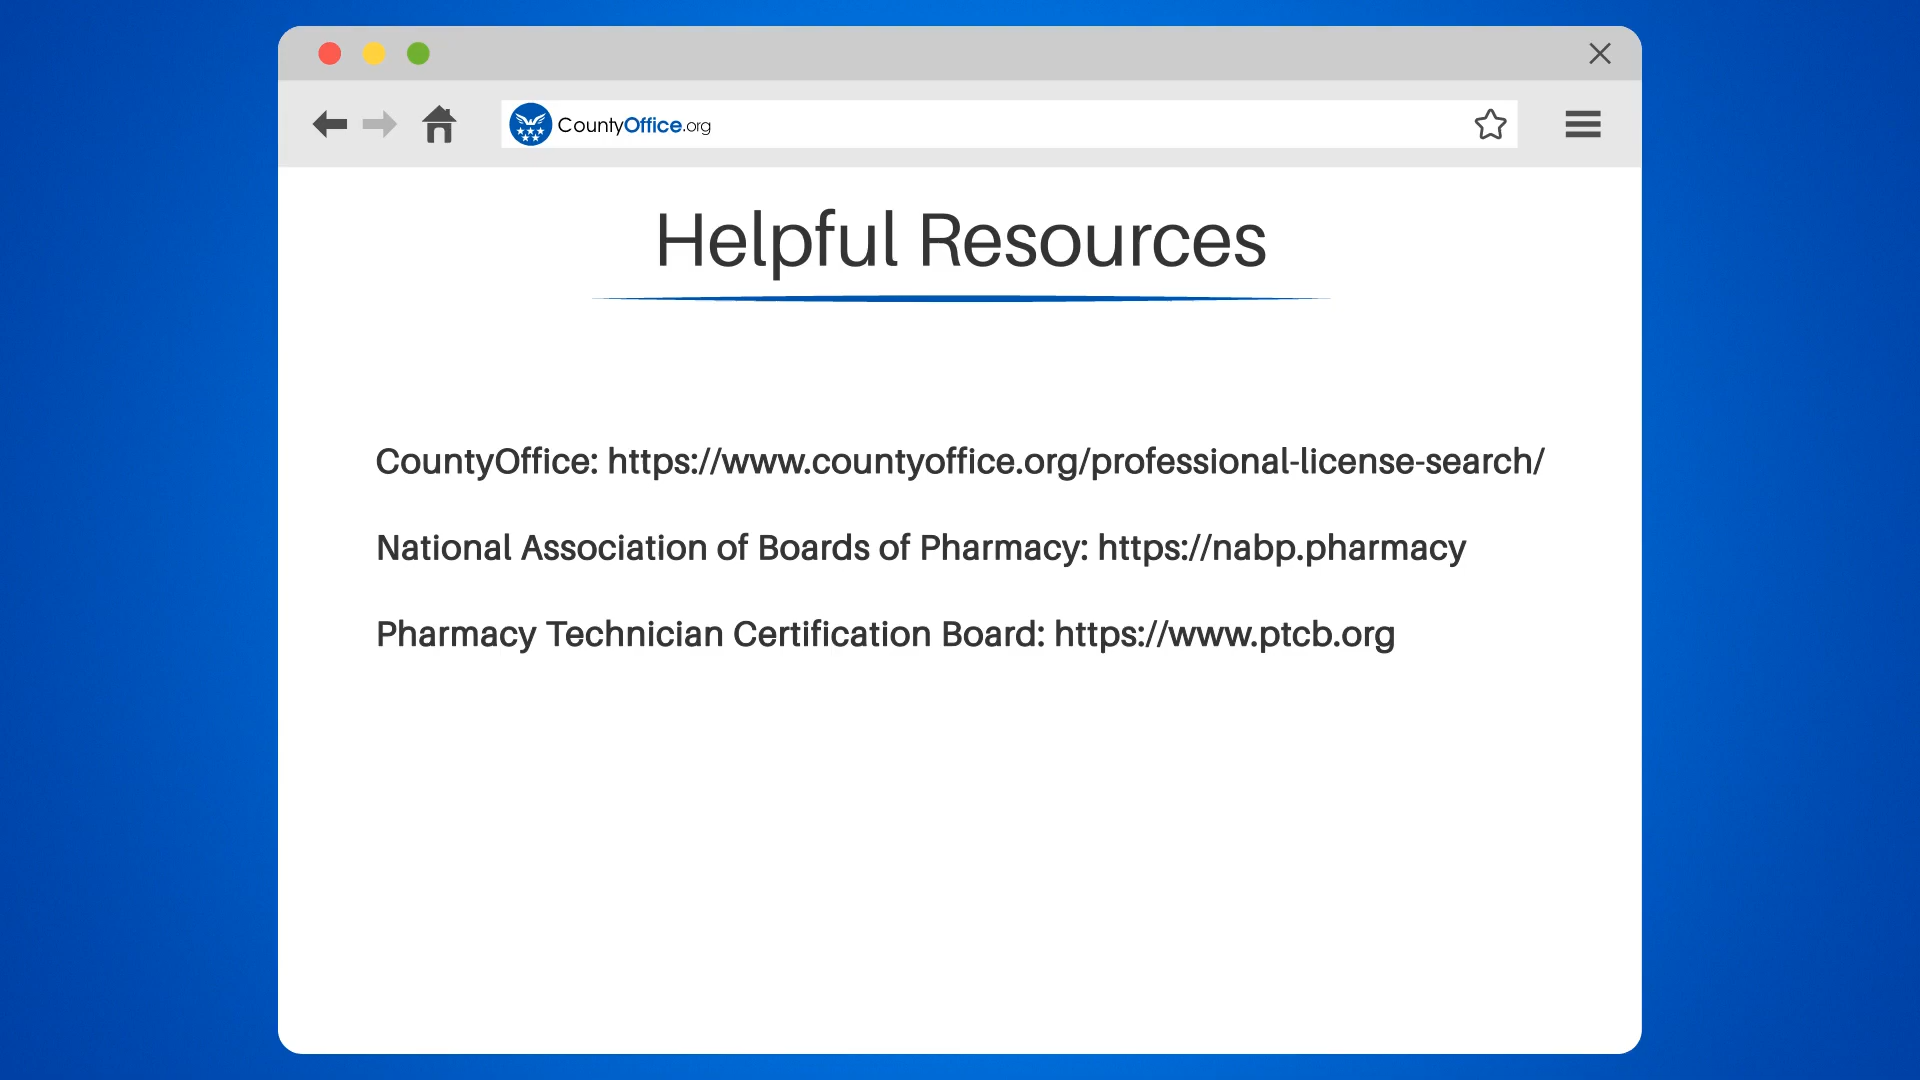 CountyOffice.org
Helpful Resources
CountyOffice: https://www.countyoffice.org/professional-license-search/
National Association of Boards of Pharmacy: https://nabp.pharmacy
Pharmacy Technician Certification Board: https://www.ptcb.org